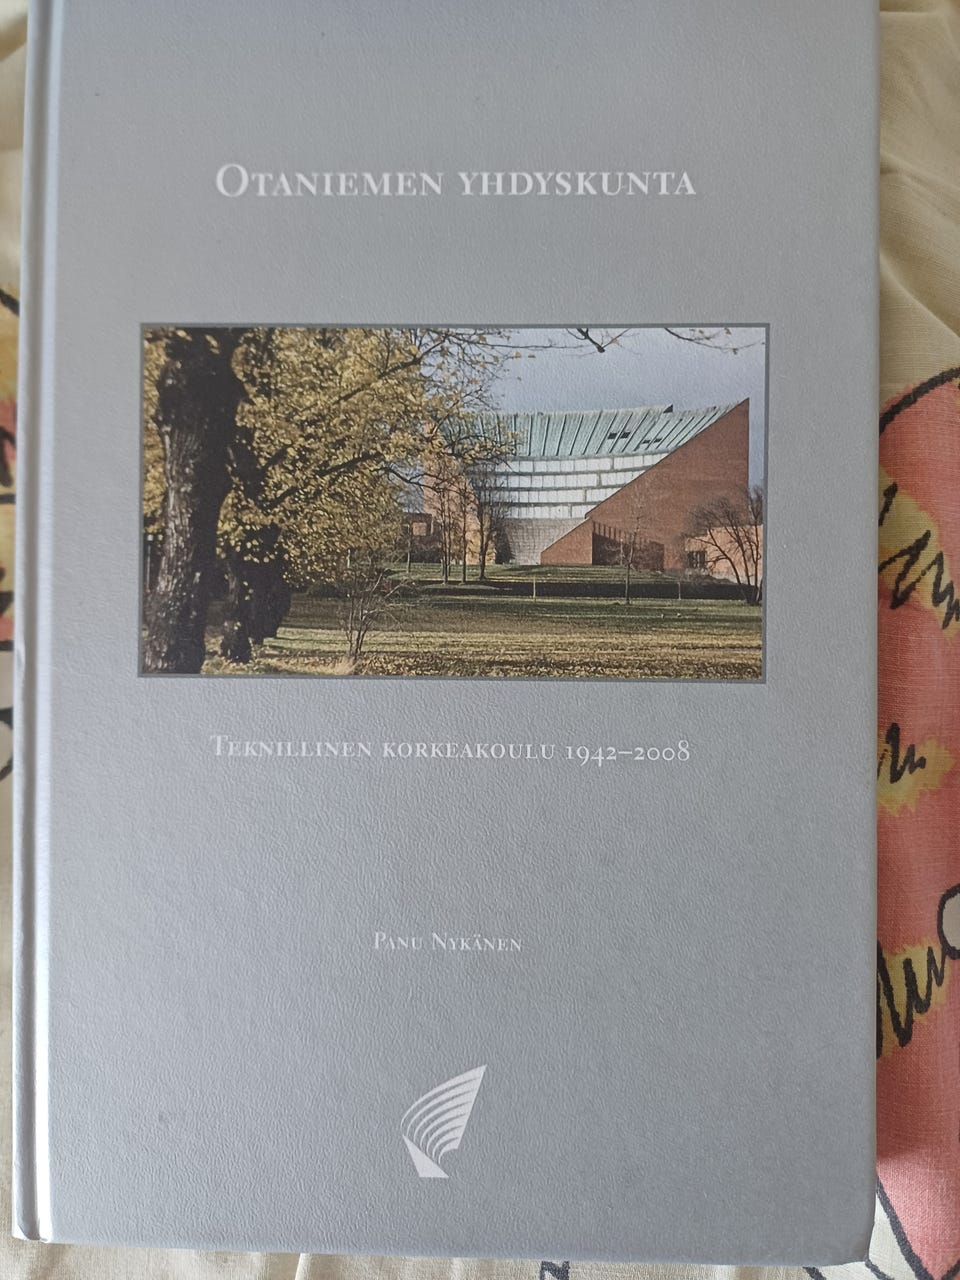 Otaniemen yhdyskunta
Teknillinen korkeakoulu 1942–2008
Panu Nykänen